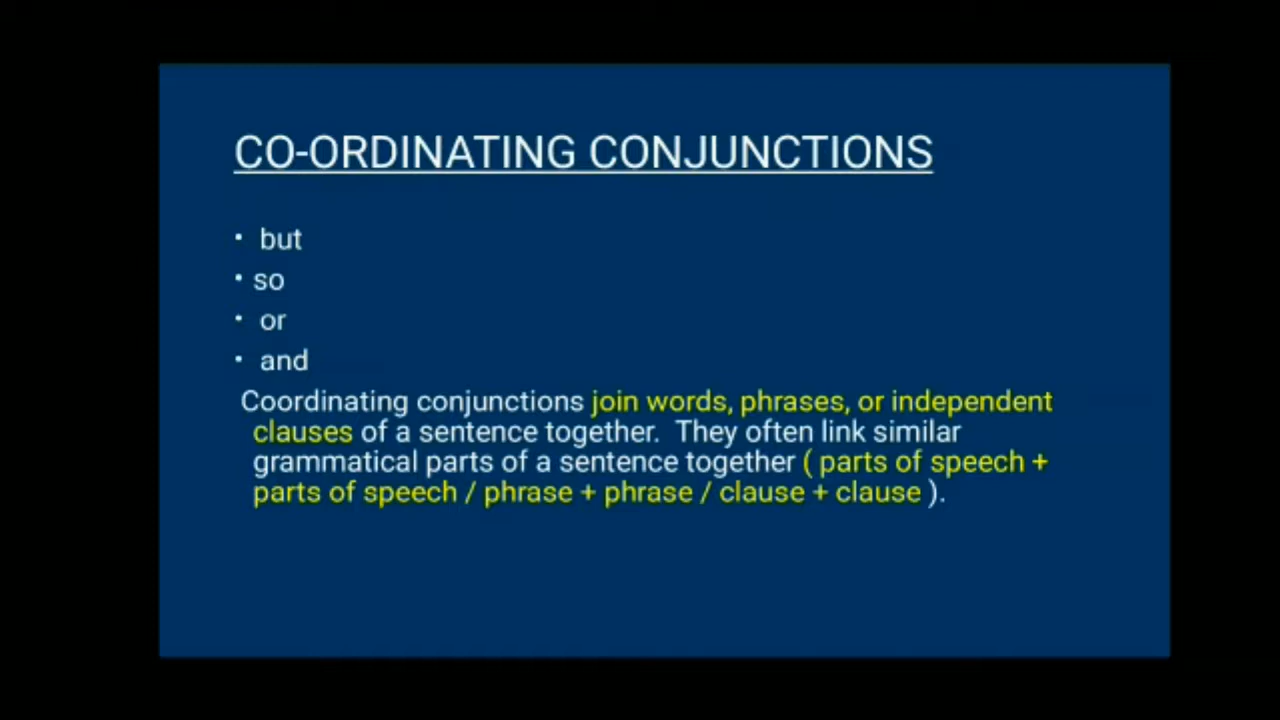 CO-ORDINATING CONJUNCTIONS
• but
• so
• or
• and
Coordinating conjunctions join words, phrases, or independent
clauses of a sentence together. They often link similar
grammatical parts of a sentence together ( parts of speech +
parts of speech / phrase + phrase / clause + clause ).